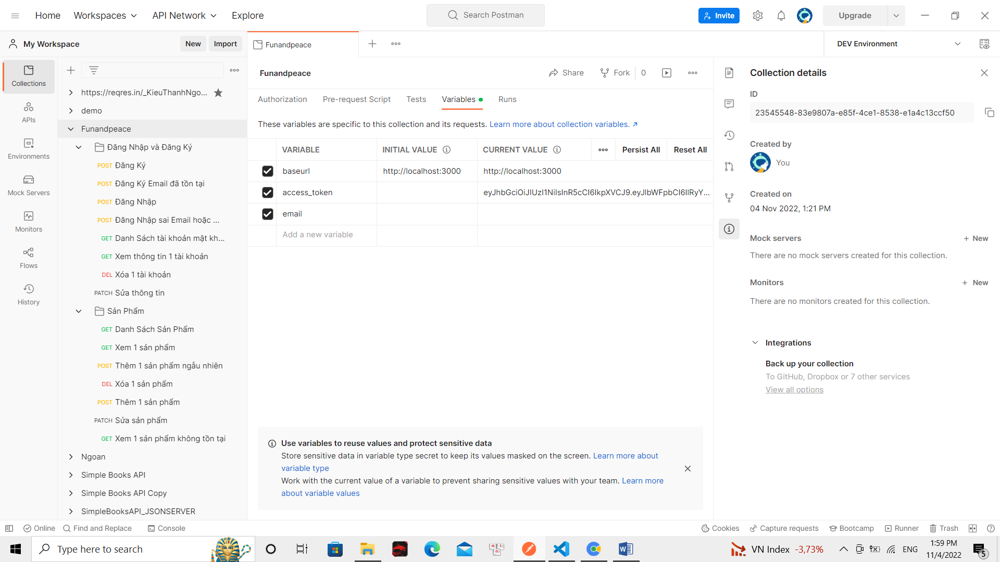 Home
Workspaces
API Network
Explore
Search Postman
Invite
Upgrade
My Workspace
New
Import
Funandpeace
DEV Environment
Collections
APIs
Environments
Mock Servers
Monitors
Flows
History
https://reqres.in/_KieuThanhNgo...
demo
Funandpeace
Đăng Nhập và Đăng Ký
POST Đăng Ký
POST Đăng Ký Email đã tồn tại
POST Đăng Nhập
POST Đăng Nhập sai Email hoặc ...
GET Danh Sách tài khoản mật kh...
GET Xem thông tin 1 tài khoản
DEL Xóa 1 tài khoản
PATCH Sửa thông tin
Sản Phẩm
GET Danh Sách Sản Phẩm
GET Xem 1 sản phẩm
POST Thêm 1 sản phẩm ngẫu nhiên
DEL Xóa 1 sản phẩm
POST Thêm 1 sản phẩm
PATCH Sửa sản phẩm
GET Xem 1 sản phẩm không tồn tại
Ngoan
Simple Books API
Simple Books API Copy
SimpleBooksAPI_JSONSERVER
Funandpeace
Share
Fork
0
Authorization
Pre-request Script
Tests
Variables
Runs
These variables are specific to this collection and its requests. Learn more about collection variables. ↗
VARIABLE
INITIAL VALUE
CURRENT VALUE
Persist All
Reset All
baseurl
http://localhost:3000
http://localhost:3000
access_token
eyJhbGciOiJIUzI1NiIsInR5cCI6IkpXVCJ9.eyJlbWFpbCI6IlRyY...
email
Add a new variable
Use variables to reuse values and protect sensitive data
Store sensitive data in variable type secret to keep its values masked on the screen. Learn more about
variable type
Work with the current value of a variable to prevent sharing sensitive values with your team. Learn more
about variable values
Collection details
ID
23545548-83e9807a-e85f-4ce1-8538-e1a4c13ccf50
Created by
You
Created on
04 Nov 2022, 1:21 PM
Mock servers
+ New
There are no mock servers created for this collection.
Monitors
+ New
There are no monitors created for this collection.
Integrations
Back up your collection
To GitHub, Dropbox or 7 other services
View all options
Online
Find and Replace
Console
Cookies
Capture requests
Bootcamp
Runner
Trash
Type here to search
VN Index -3,73%
ENG
1:59 PM
11/4/2022
5